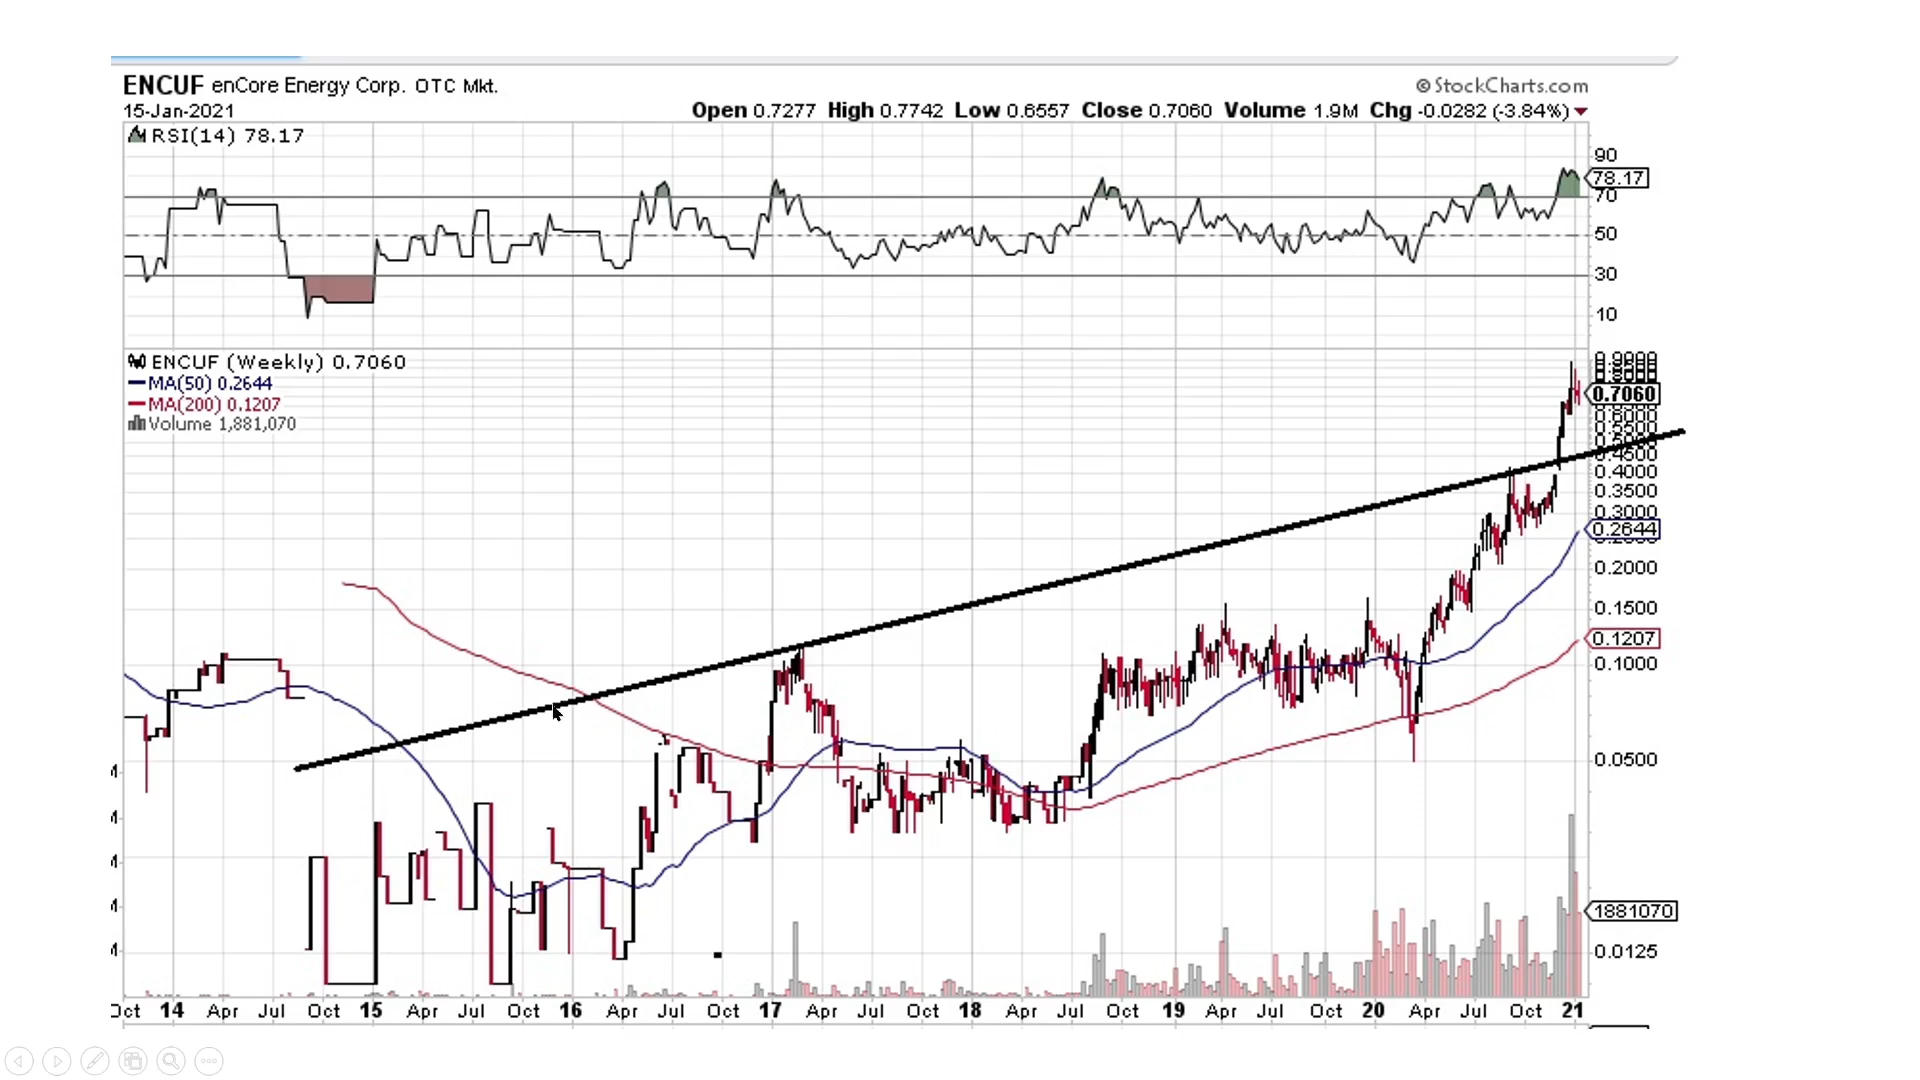 ENCUF enCore Energy Corp. OTC Mkt. © StockCharts.com
15-Jan-2021 Open 0.7277 High 0.7742 Low 0.6557 Close 0.7060 Volume 1.9M Chg -0.0282 (-3.84%)
RSI(14) 78.17
90
78.17
70
50
30
10
ENCUF (Weekly) 0.7060
MA(50) 0.2644
MA(200) 0.1207
Volume 1,881,070
0.7060
0.4000
0.3500
0.3000
0.2644
0.2000
0.1500
0.1207
0.1000
0.0500
1881070
0.0125
14 Apr Jul Oct 15 Apr Jul Oct 16 Apr Jul Oct 17 Apr Jul Oct 18 Apr Jul Oct 19 Apr Jul Oct 20 Apr Jul Oct 21